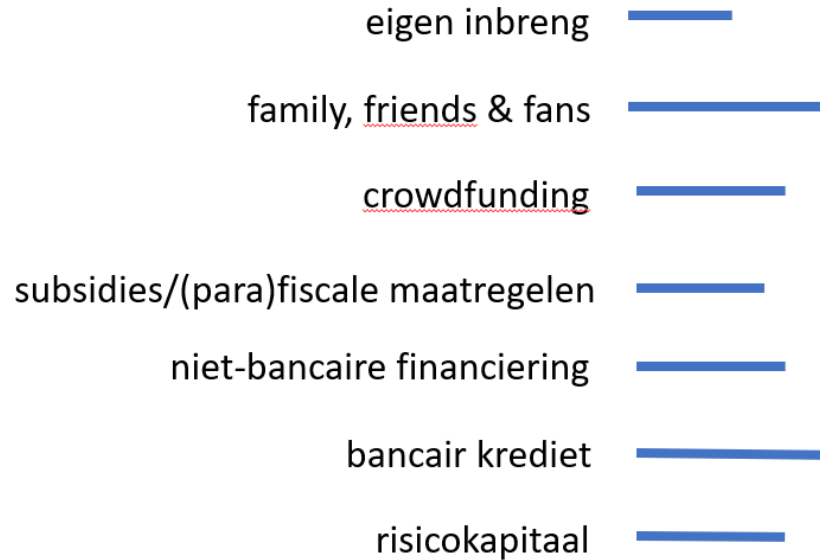 eigen inbreng
family, friends & fans
crowdfunding
subsidies/(para)fiscale maatregelen
niet-bancaire financiering
bancair krediet
risicokapitaal